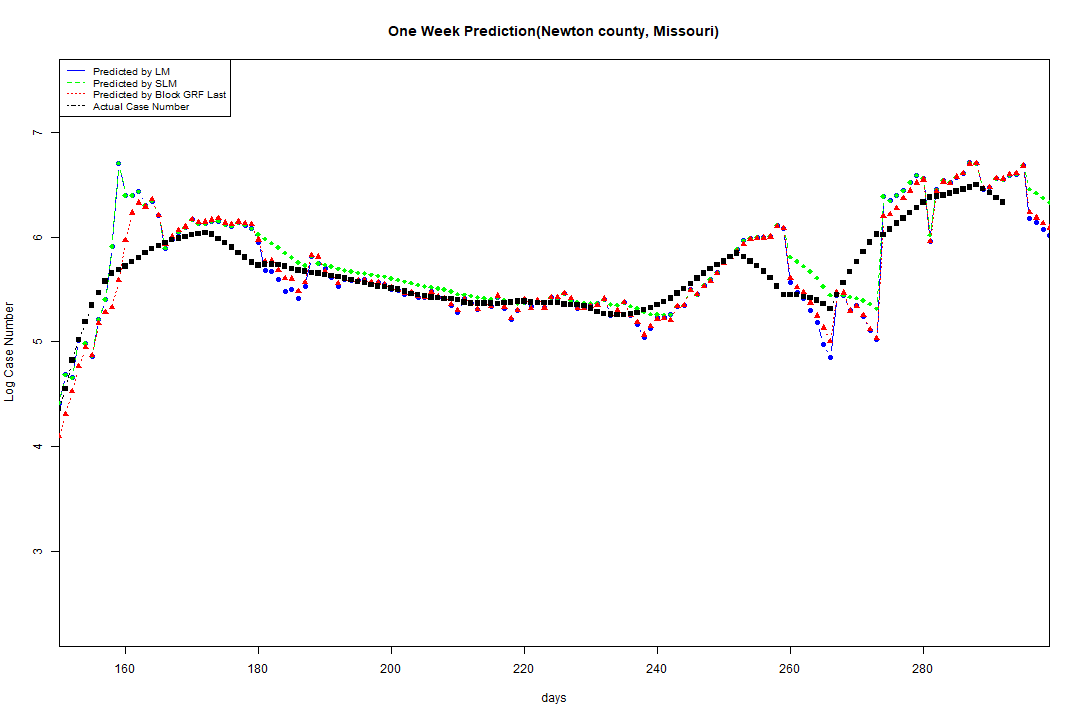 One Week Prediction(Newton county, Missouri)
Predicted by LM
Predicted by SLM
Predicted by Block GRF Last
Actual Case Number
7
6
5
4
3
Log Case Number
160 180 200 220 240 260 280
days